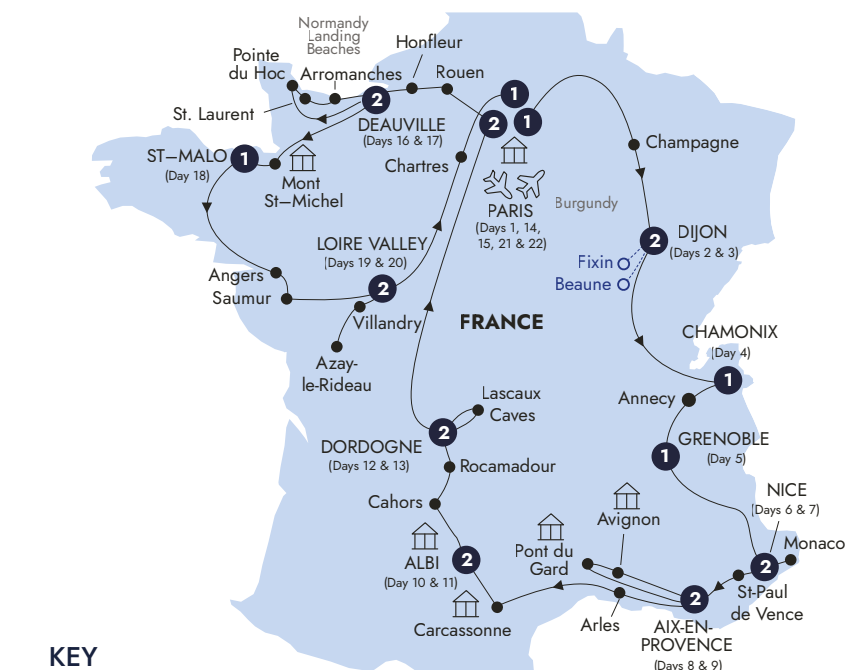 Normandy
Landing
Beaches
Honfleur
Pointe
du Hoc
Arromanches
Rouen
1
2
2
1
St. Laurent
DEAUVILLE
(Days 16 & 17)
Champagne
ST–MALO
1
(Day 18)
Mont
St–Michel
Chartres
PARIS
(Days 1, 14,
15, 21 & 22)
Burgundy
2
DIJON
(Days 2 & 3)
LOIRE VALLEY
(Days 19 & 20)
Fixin
Beaune
Angers
Saumur
2
Villandry
FRANCE
CHAMONIX
(Day 4)
Azay-
le-Rideau
1
Annecy
Lascaux
Caves
2
DORDOGNE
(Days 12 & 13)
GRENOBLE
(Day 5)
1
Rocamadour
Cahors
NICE
(Days 6 & 7)
Avignon
Monaco
Pont du
Gard
ALBI
(Day 10 & 11)
2
2
St-Paul
de Vence
2
Carcassonne
Arles
AIX-EN-
PROVENCE
(Days 8 & 9)
KEY